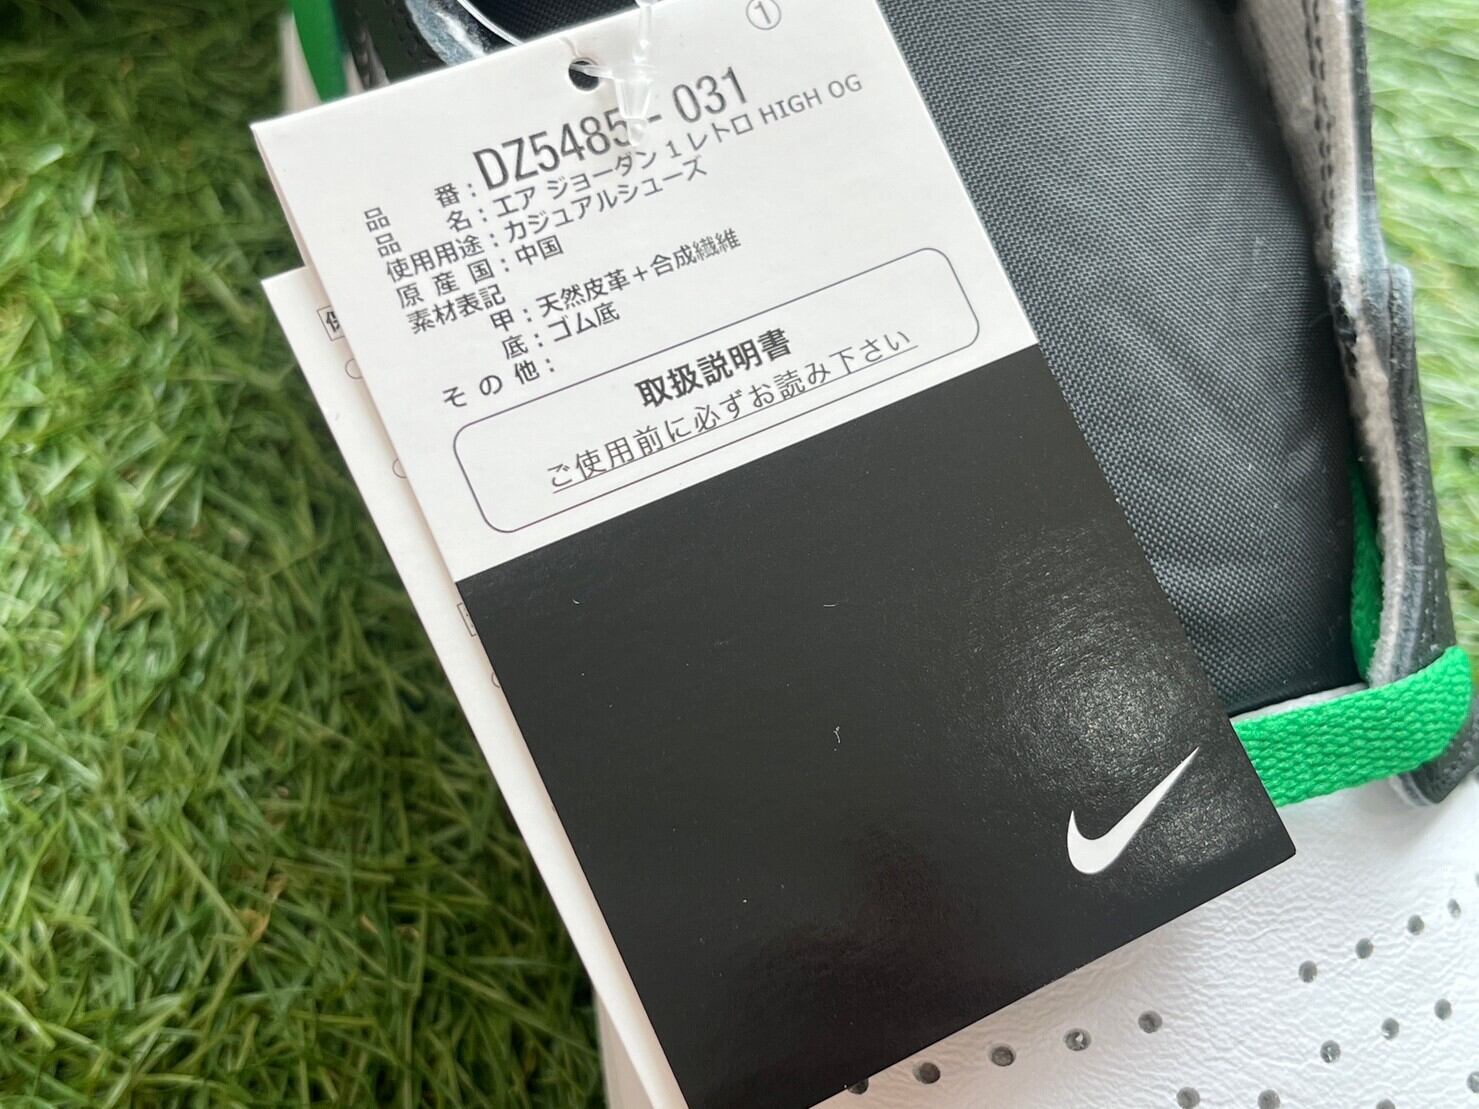 ①
品番：DZ5485-031
品名：エア ジョーダン 1 レトロ HIGH OG
使用用途：カジュアルシューズ
原産国：中国
素材表記
甲：天然皮革＋合成繊維
底：ゴム底
その他：
取扱説明書
ご使用前に必ずお読み下さい